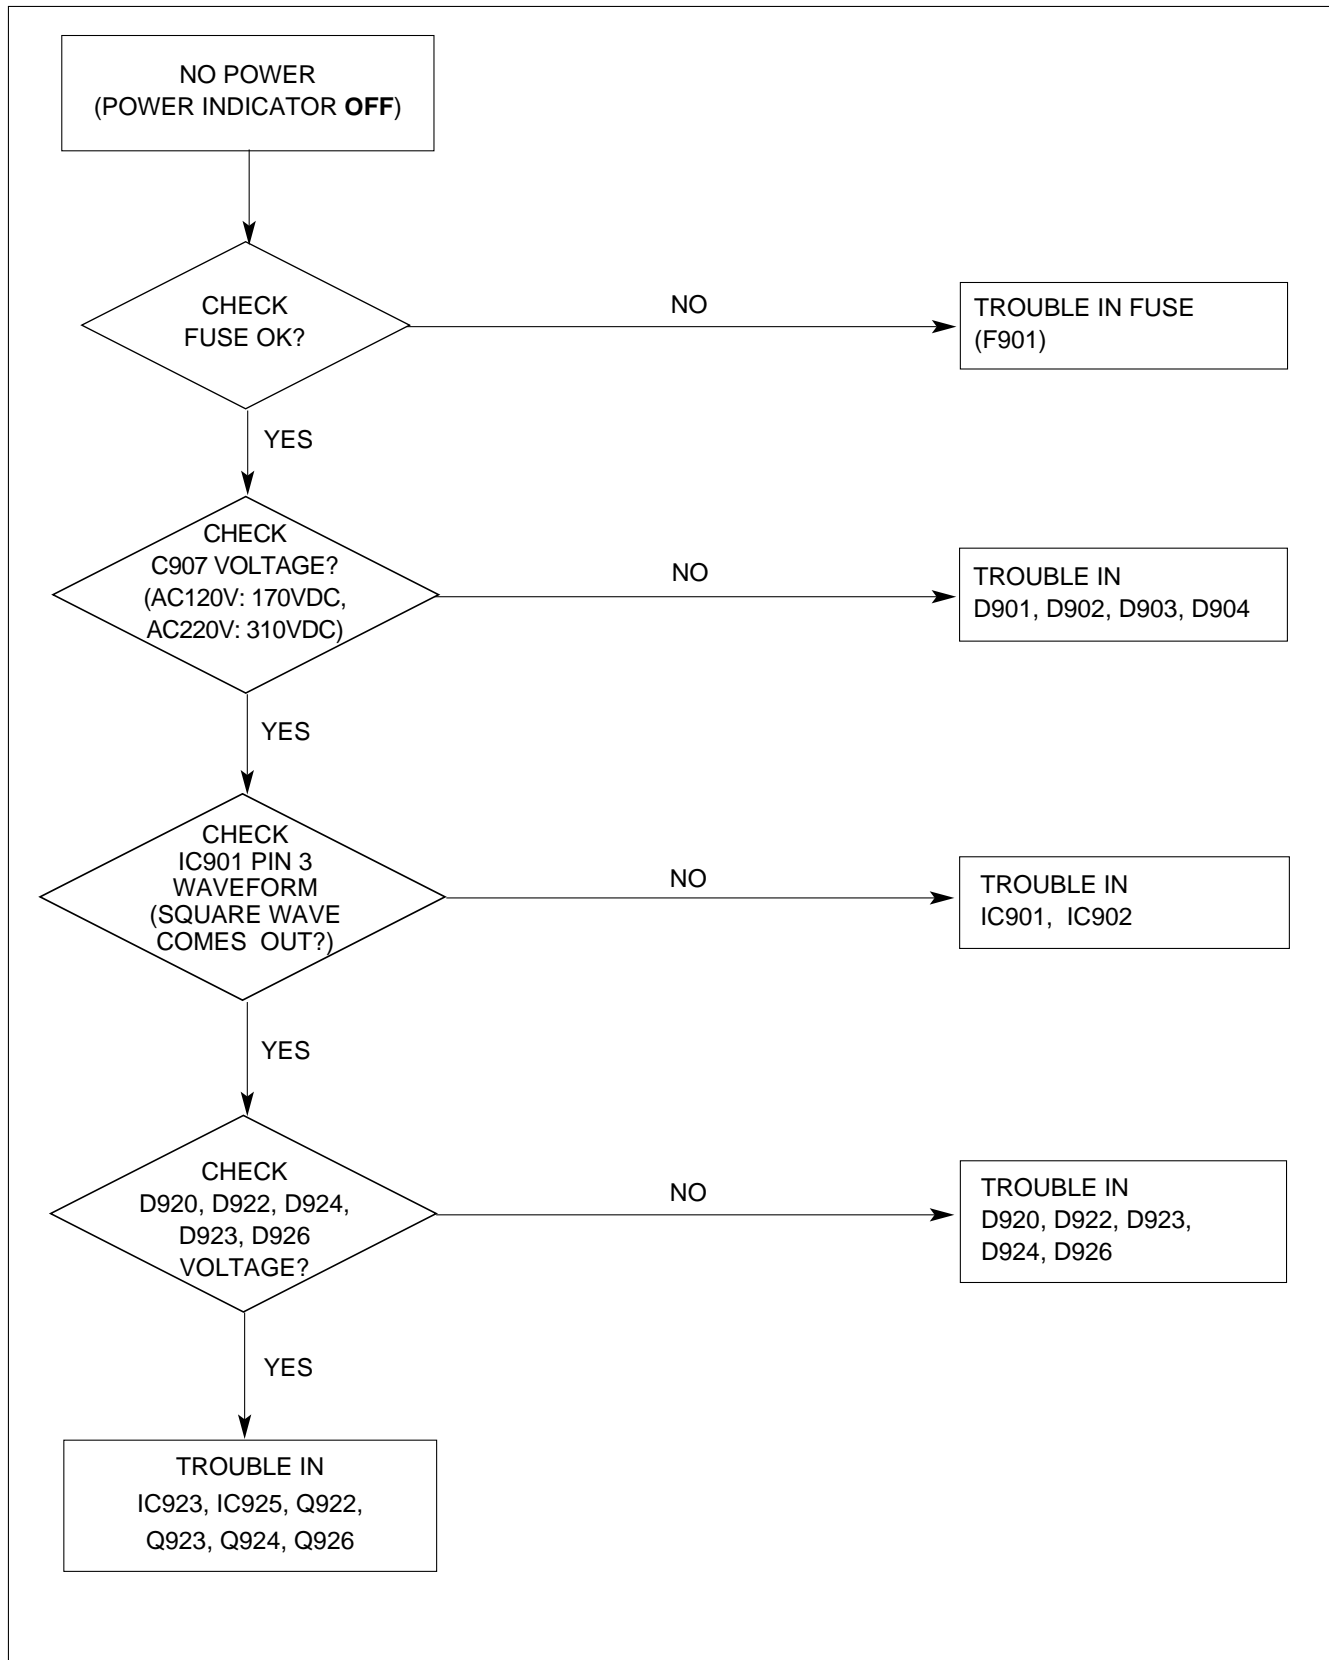 NO POWER
(POWER INDICATOR OFF)
CHECK
FUSE OK?
NO
TROUBLE IN FUSE
(F901)
YES
CHECK
C907 VOLTAGE?
(AC120V: 170VDC,
AC220V: 310VDC)
NO
TROUBLE IN
D901, D902, D903, D904
YES
CHECK
IC901 PIN 3
WAVEFORM
(SQUARE WAVE
COMES OUT?)
NO
TROUBLE IN
IC901, IC902
YES
CHECK
D920, D922, D924,
D923, D926
VOLTAGE?
NO
TROUBLE IN
D920, D922, D923,
D924, D926
YES
TROUBLE IN
IC923, IC925, Q922,
Q923, Q924, Q926